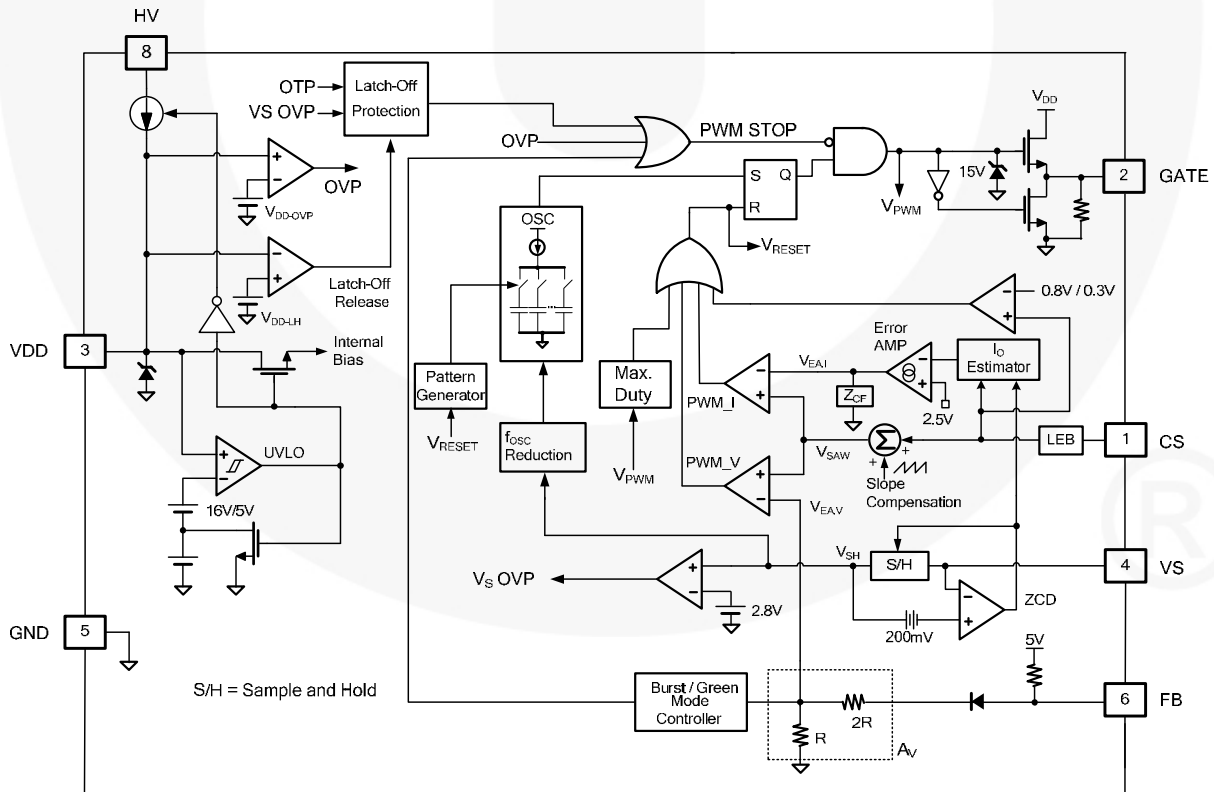 HV
8
OTP
VS OVP
Latch-Off
Protection
OVP
PWM STOP
VDD
15V
2
GATE
VPWM
S
Q
R
VRESET
OVP
VDD-OVP
OSC
Latch-Off
Release
VDD-LH
0.8V / 0.3V
Error
AMP
IO
Estimator
VDD
3
Internal
Bias
Pattern
Generator
VRESET
Max.
Duty
VPWM
PWM_I
VEA.I
ZCF
2.5V
fOSC
Reduction
LEB
1
CS
UVLO
16V/5V
PWM_V
VSAW
Σ
+
+
Slope
Compensation
VEA.V
VS OVP
2.8V
VSH
S/H
4
VS
ZCD
200mV
GND
5
5V
S/H = Sample and Hold
Burst / Green
Mode
Controller
2R
R
AV
6
FB
®